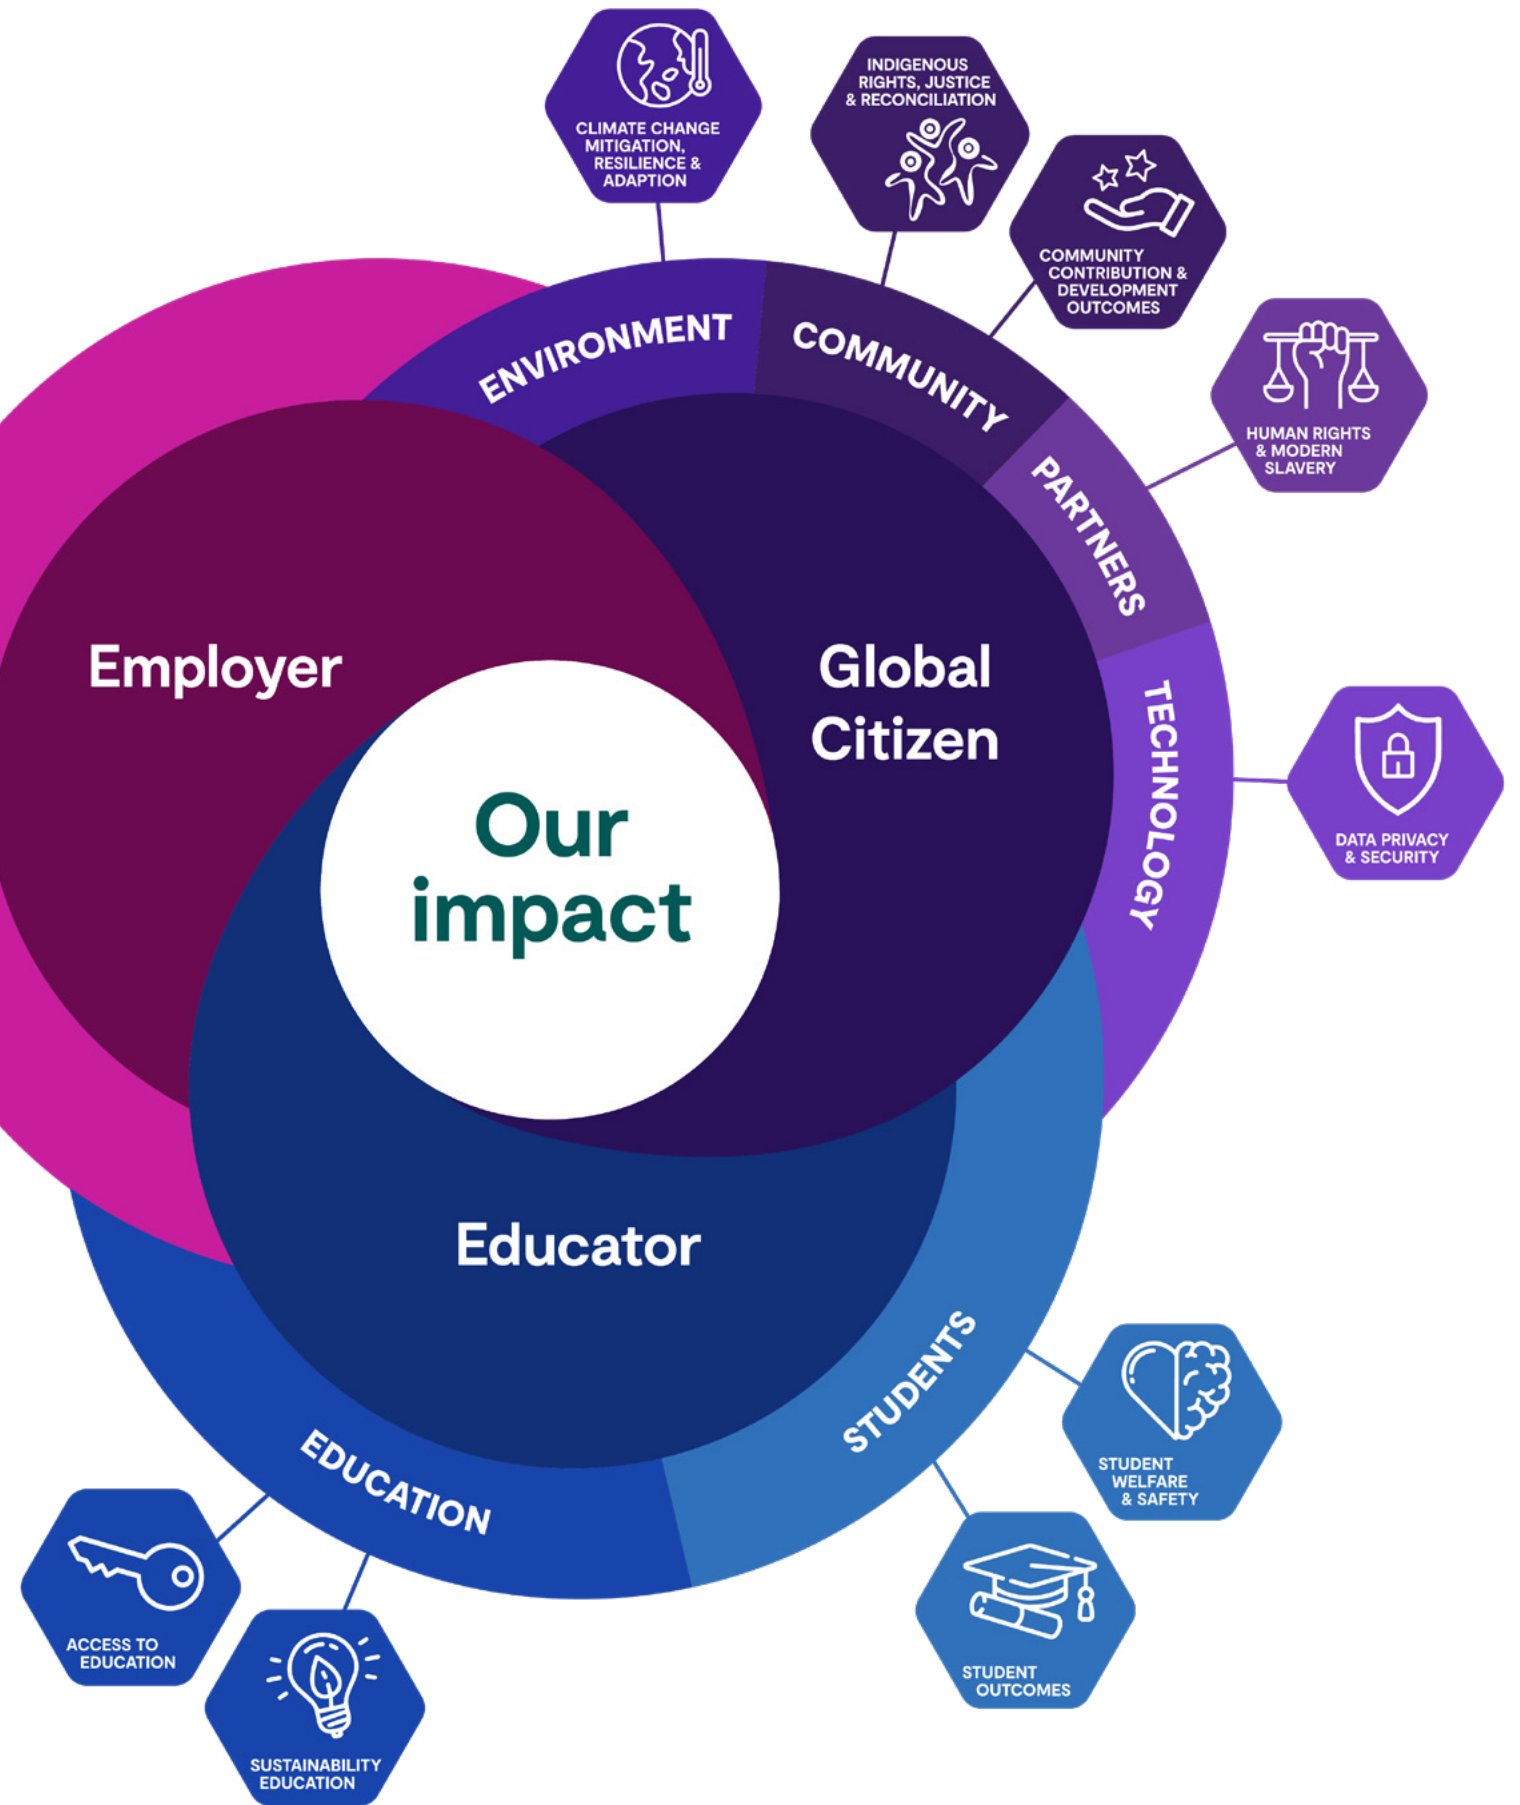 CLIMATE CHANGE
MITIGATION,
RESILIENCE &
ADAPTION
INDIGENOUS
RIGHTS, JUSTICE
& RECONCILIATION
COMMUNITY
CONTRIBUTION &
DEVELOPMENT
OUTCOMES
HUMAN RIGHTS
& MODERN
SLAVERY
ENVIRONMENT
COMMUNITY
PARTNERS
TECHNOLOGY
DATA PRIVACY
& SECURITY
Employer
Global
Citizen
Our
impact
Educator
STUDENTS
EDUCATION
STUDENT
WELFARE
& SAFETY
STUDENT
OUTCOMES
ACCESS TO
EDUCATION
SUSTAINABILITY
EDUCATION